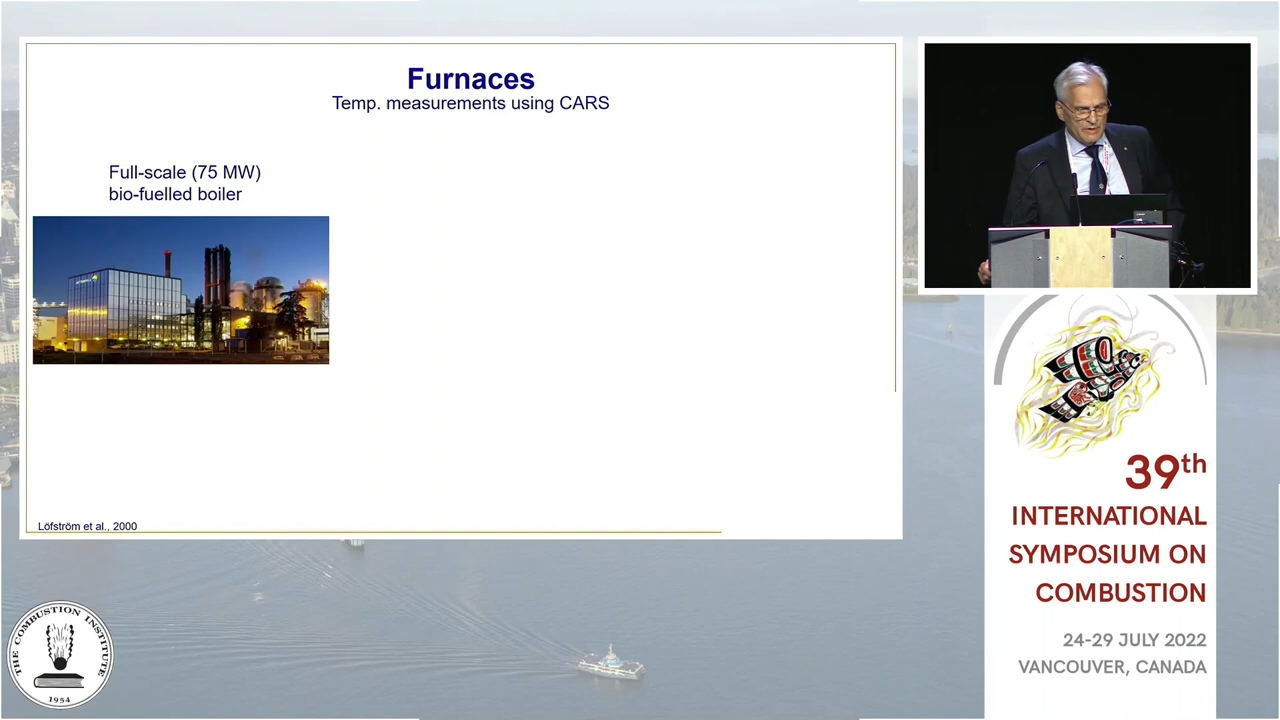 Furnaces
Temp. measurements using CARS
Full-scale (75 MW)
bio-fuelled boiler
Löfström et al., 2000
39th
INTERNATIONAL
SYMPOSIUM ON
COMBUSTION
24-29 JULY 2022
VANCOUVER, CANADA
THE COMBUSTION INSTITUTE
1954